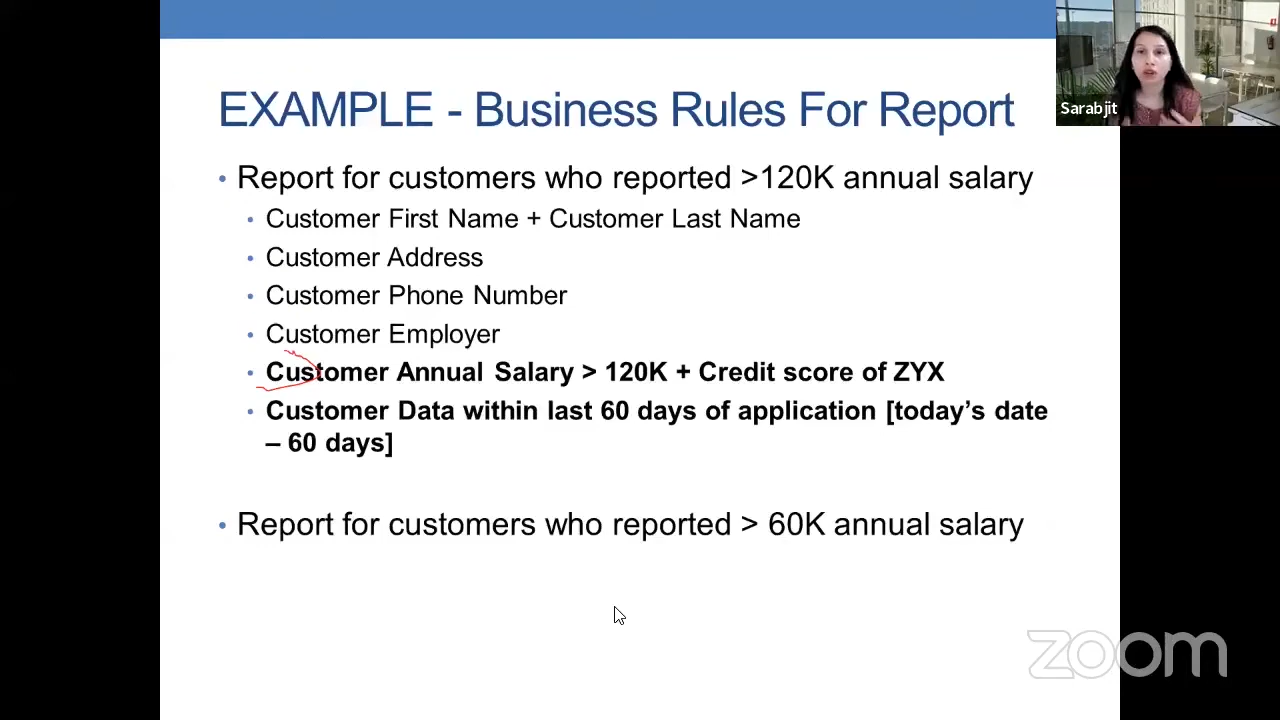 Sarabjit
EXAMPLE - Business Rules For Report
• Report for customers who reported >120K annual salary
• Customer First Name + Customer Last Name
• Customer Address
• Customer Phone Number
• Customer Employer
• Customer Annual Salary > 120K + Credit score of ZYX
• Customer Data within last 60 days of application [today’s date
– 60 days]
• Report for customers who reported > 60K annual salary
zoom